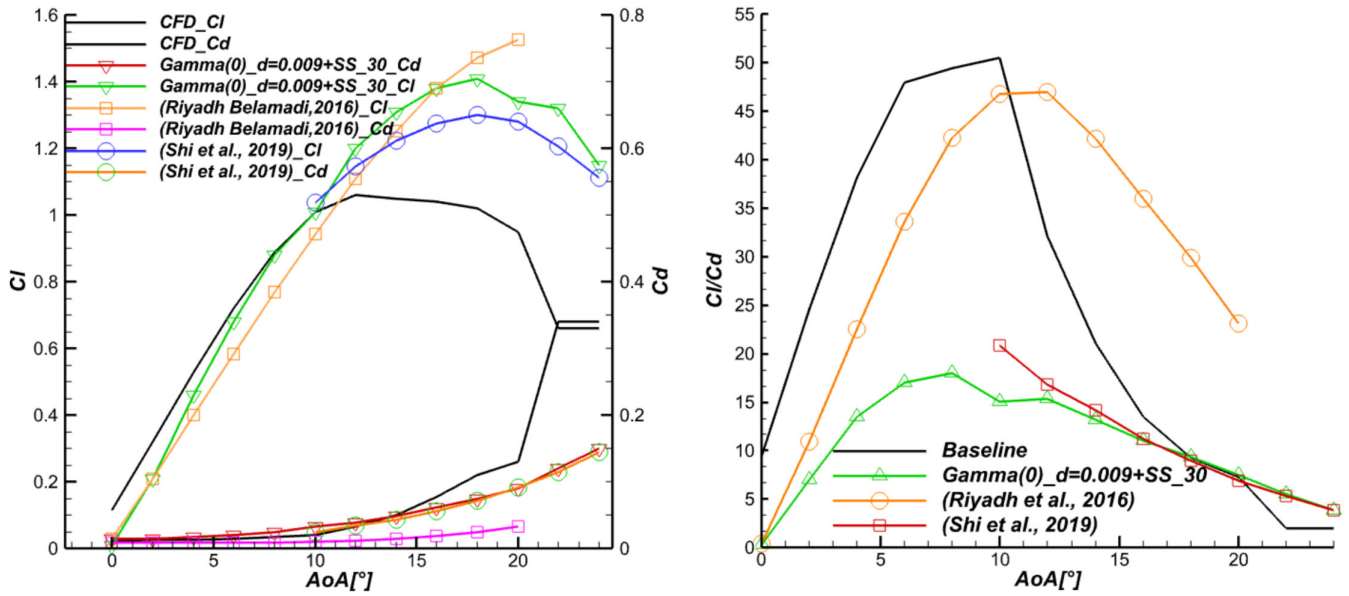 CFD_Cl
CFD_Cd
Gamma(0)_d=0.009+SS_30_Cd
Gamma(0)_d=0.009+SS_30_Cl
(Riyadh Belamadi,2016)_Cl
(Riyadh Belamadi,2016)_Cd
(Shi et al., 2019)_Cl
(Shi et al., 2019)_Cd
1.6
1.4
1.2
1
0.8
0.6
0.4
0.2
0
Cl
0.8
0.6
0.4
0.2
0
Cd
0 5 10 15 20
AoA[°]
55
50
45
40
35
30
25
20
15
10
5
0
Cl/Cd
Baseline
Gamma(0)_d=0.009+SS_30
(Riyadh et al., 2016)
(Shi et al., 2019)
0 5 10 15 20
AoA[°]